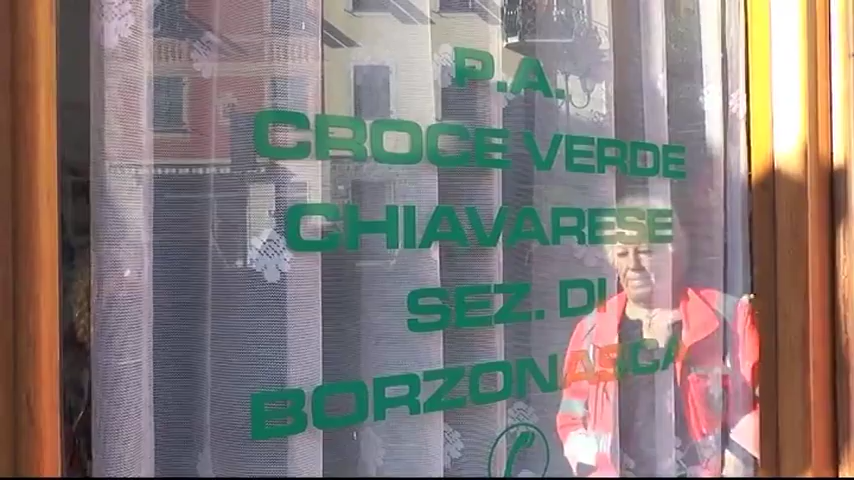 P.A.
CROCE VERDE
CHIAVARESE
SEZ. DI
BORZONASCA